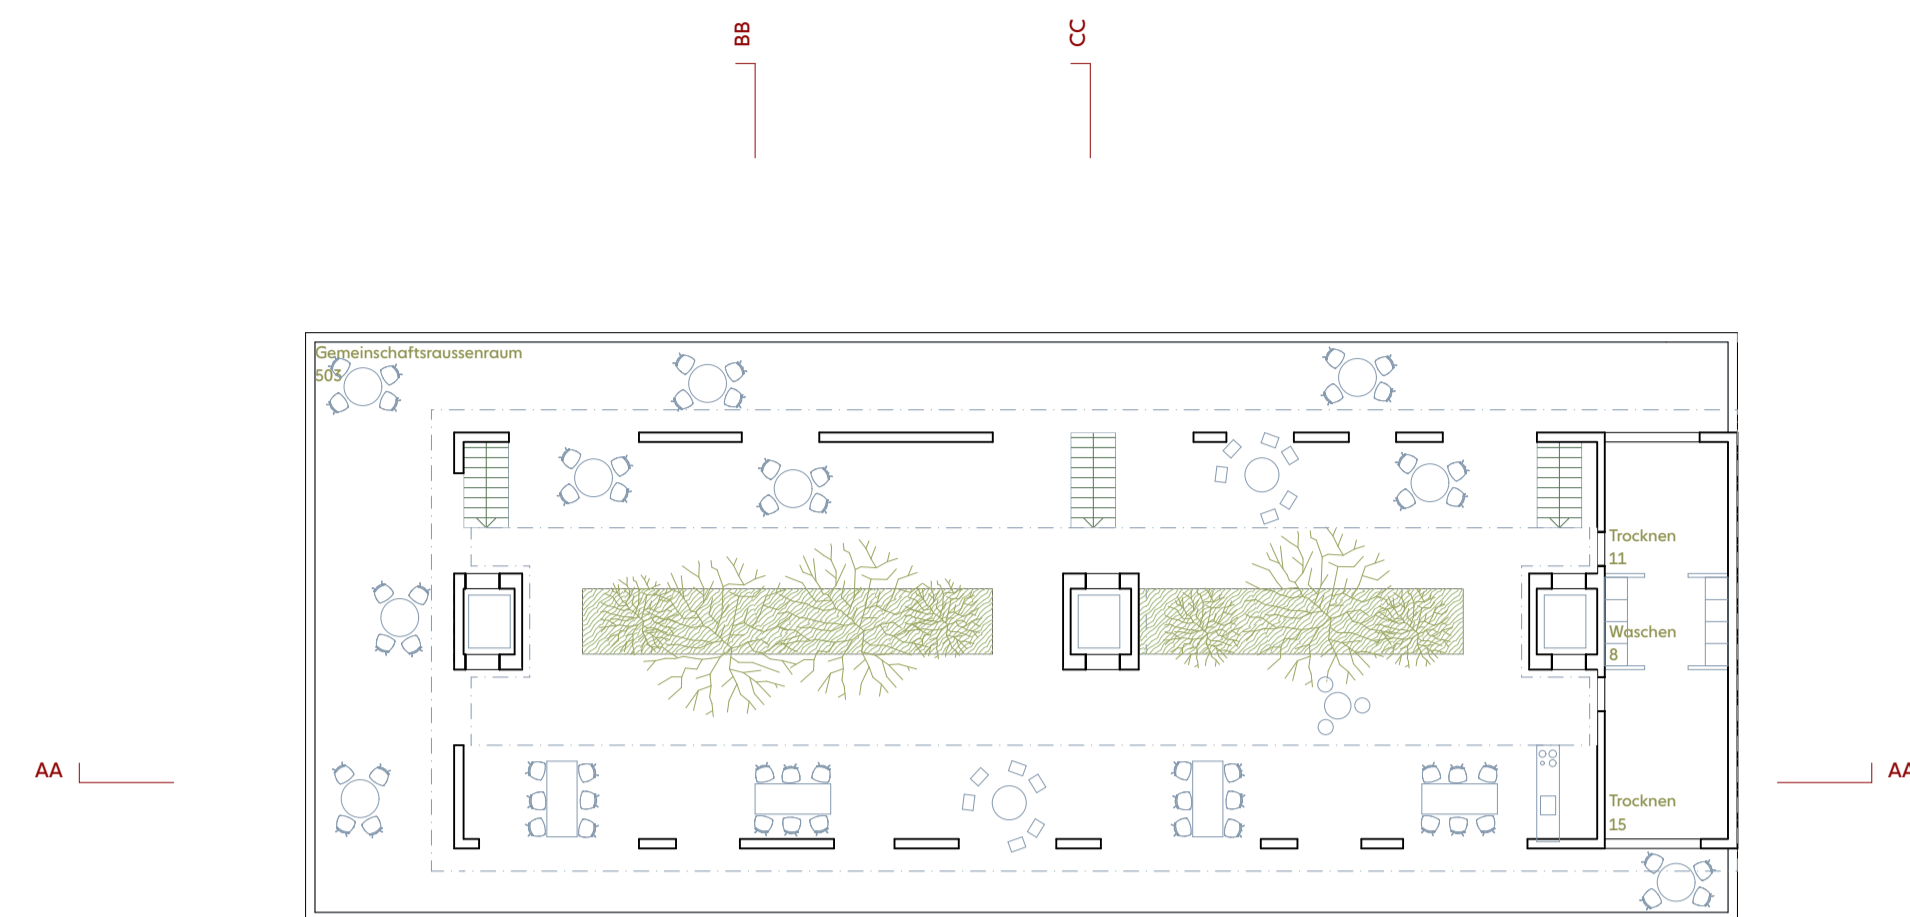 BB
CC
Gemeinschaftsraussenraum
503
Trocknen
11
Waschen
8
AA
AA
Trocknen
15